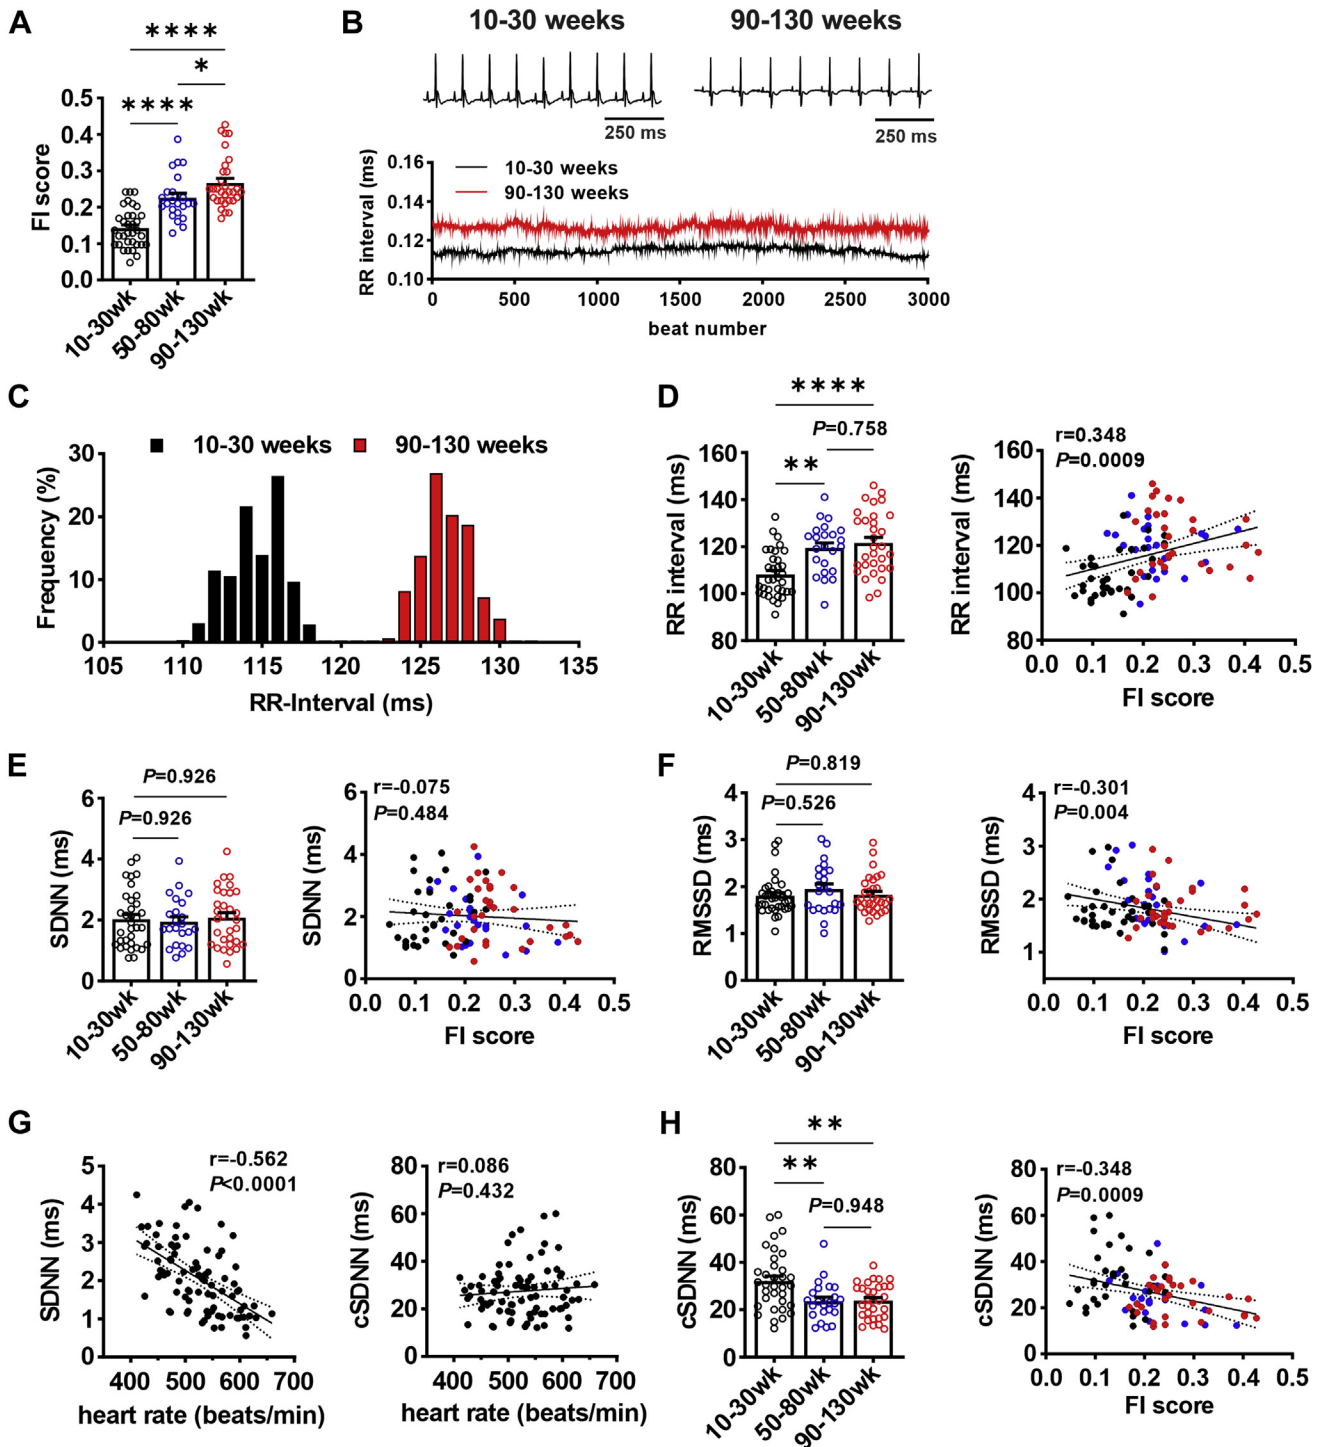 A
****
*
****
FI score
0.5
0.4
0.3
0.2
0.1
0.0
10-30wk
50-80wk
90-130wk
B
10-30 weeks
90-130 weeks
250 ms
250 ms
RR interval (ms)
0.16
0.14
0.12
0.10
10-30 weeks
90-130 weeks
0 500 1000 1500 2000 2500 3000
beat number
C
Frequency (%)
30
20
10
0
10-30 weeks
90-130 weeks
105 110 115 120 125 130 135
RR-Interval (ms)
D
****
P=0.758
**
RR interval (ms)
160
140
120
100
80
10-30wk
50-80wk
90-130wk
r=0.348
P=0.0009
RR interval (ms)
160
140
120
100
80
0.0 0.1 0.2 0.3 0.4 0.5
FI score
E
P=0.926
P=0.926
SDNN (ms)
6
4
2
0
10-30wk
50-80wk
90-130wk
r=-0.075
P=0.484
SDNN (ms)
6
4
2
0
0.0 0.1 0.2 0.3 0.4 0.5
FI score
F
P=0.819
P=0.526
RMSSD (ms)
4
3
2
1
0
10-30wk
50-80wk
90-130wk
r=-0.301
P=0.004
RMSSD (ms)
4
3
2
1
0.0 0.1 0.2 0.3 0.4 0.5
FI score
G
r=-0.562
P<0.0001
SDNN (ms)
5
4
3
2
1
0
400 500 600 700
heart rate (beats/min)
r=0.086
P=0.432
cSDNN (ms)
80
60
40
20
0
400 500 600 700
heart rate (beats/min)
H
**
**
P=0.948
cSDNN (ms)
80
60
40
20
0
10-30wk
50-80wk
90-130wk
r=-0.348
P=0.0009
cSDNN (ms)
80
60
40
20
0
0.0 0.1 0.2 0.3 0.4 0.5
FI score